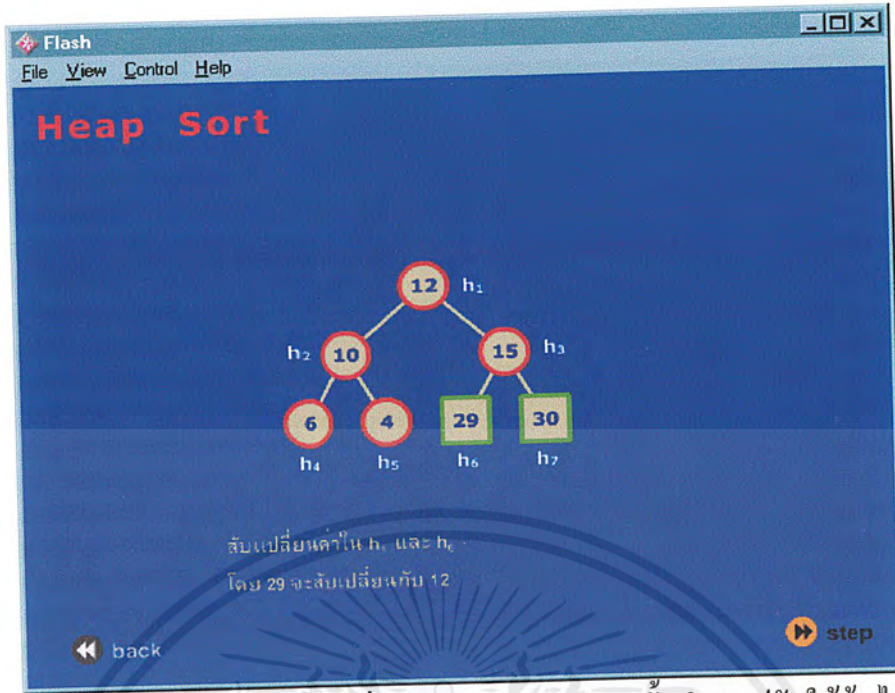 Flash
File View Control Help
Heap Sort
12 h₁
h₂ 10 15 h₃
6 4 29 30
h₄ h₅ h₆ h₇
สับเปลี่ยนค่าใน h₁ และ h₆
โดย 29 จะสับเปลี่ยนกับ 12
back step